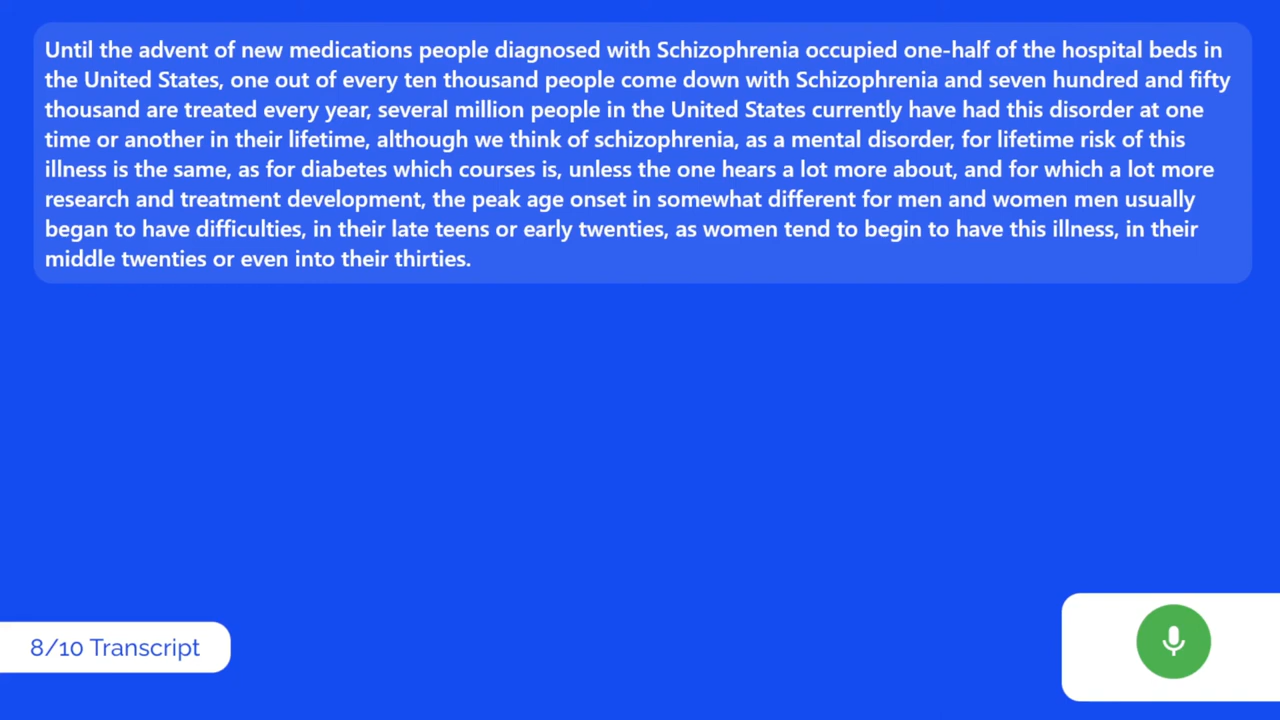 Until the advent of new medications people diagnosed with Schizophrenia occupied one-half of the hospital beds in
the United States, one out of every ten thousand people come down with Schizophrenia and seven hundred and fifty
thousand are treated every year, several million people in the United States currently have had this disorder at one
time or another in their lifetime, although we think of schizophrenia, as a mental disorder, for lifetime risk of this
illness is the same, as for diabetes which courses is, unless the one hears a lot more about, and for which a lot more
research and treatment development, the peak age onset in somewhat different for men and women men usually
began to have difficulties, in their late teens or early twenties, as women tend to begin to have this illness, in their
middle twenties or even into their thirties.
8/10 Transcript